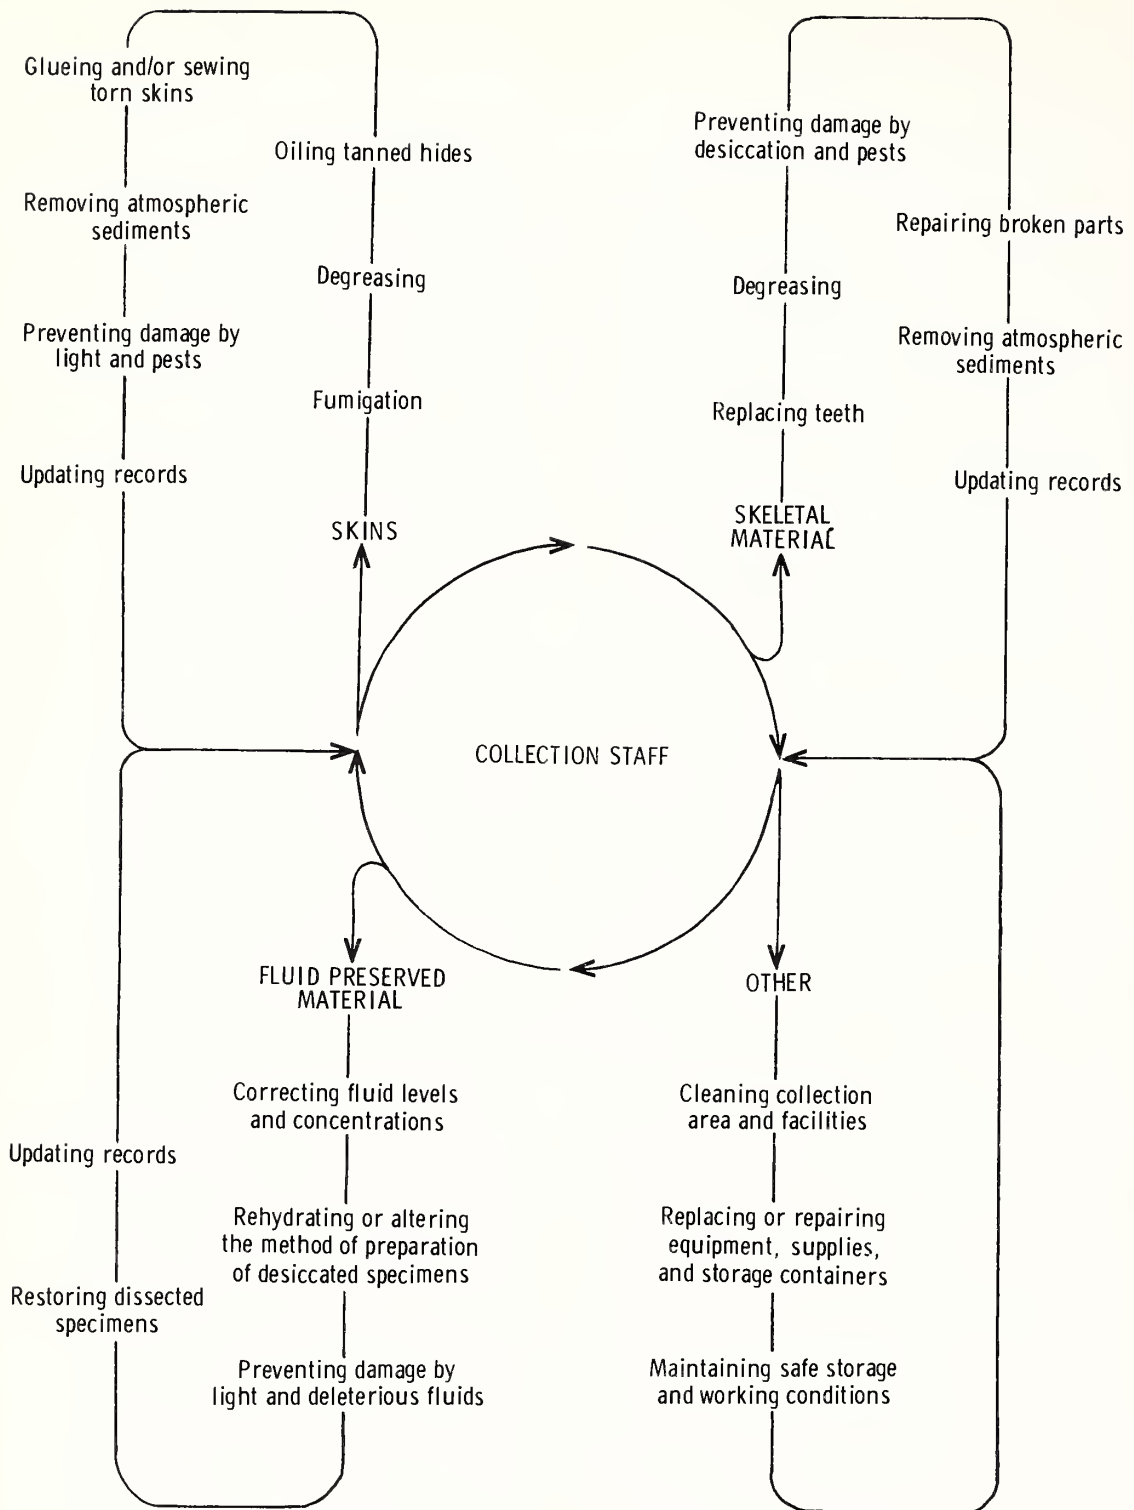 Glueing and/or sewing
torn skins
Oiling tanned hides
Removing atmospheric
sediments
Degreasing
Preventing damage by
light and pests
Fumigation
Updating records
SKINS
Preventing damage by
desiccation and pests
Repairing broken parts
Degreasing
Removing atmospheric
sediments
Replacing teeth
Updating records
SKELETAL
MATERIAL
COLLECTION STAFF
FLUID PRESERVED
MATERIAL
Correcting fluid levels
and concentrations
Updating records
Rehydrating or altering
the method of preparation
of desiccated specimens
Restoring dissected
specimens
Preventing damage by
light and deleterious fluids
OTHER
Cleaning collection
area and facilities
Replacing or repairing
equipment, supplies,
and storage containers
Maintaining safe storage
and working conditions